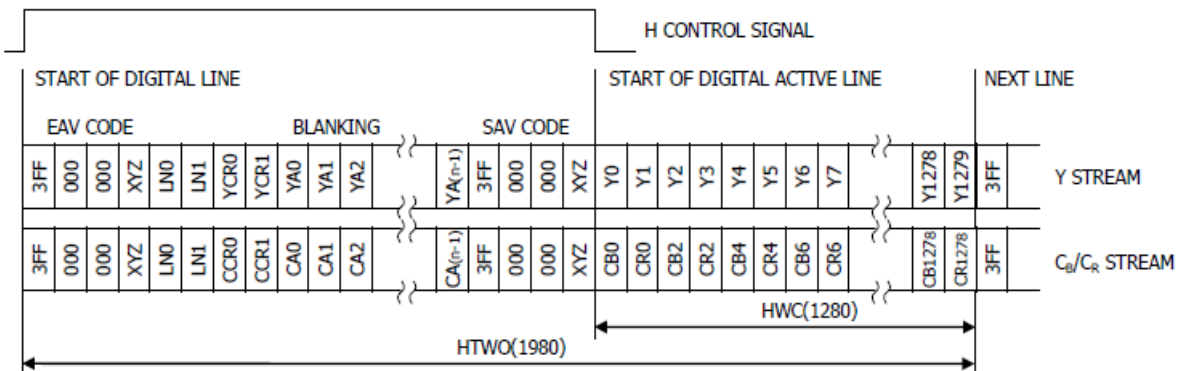 H CONTROL SIGNAL
START OF DIGITAL LINE START OF DIGITAL ACTIVE LINE NEXT LINE
EAV CODE BLANKING SAV CODE
3FF 000 000 XYZ LN0 LN1 YCR0 YCR1 YA0 YA1 YA2 YA(n-1) 3FF 000 000 XYZ Y0 Y1 Y2 Y3 Y4 Y5 Y6 Y7 Y1278 Y1279 3FF Y STREAM
3FF 000 000 XYZ LN0 LN1 CCR0 CCR1 CA0 CA1 CA2 CA(n-1) 3FF 000 000 XYZ CB0 CR0 CB2 CR2 CB4 CR4 CB6 CR6 CB1278 CR1278 3FF CB/CR STREAM
HWC(1280)
HTWO(1980)